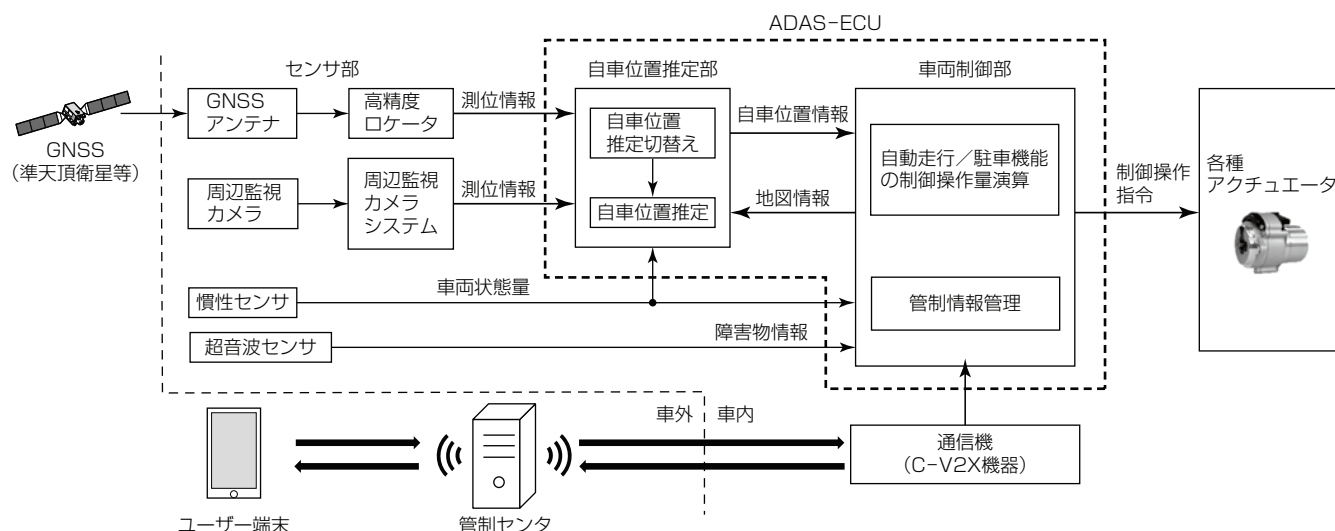 ADAS-ECU
センサ部
自車位置推定部
車両制御部
GNSS
(準天頂衛星等)
GNSS
アンテナ
高精度
ロケータ
測位情報
自車位置
推定切替え
自車位置推定
自車位置情報
地図情報
自動走行/駐車機能
の制御操作量演算
制御操作
指令
各種
アクチュエータ
周辺監視
カメラ
周辺監視
カメラ
システム
測位情報
慣性センサ
車両状態量
管制情報管理
超音波センサ
障害物情報
車外
車内
通信機
(C-V2X機器)
ユーザー端末
管制センタ